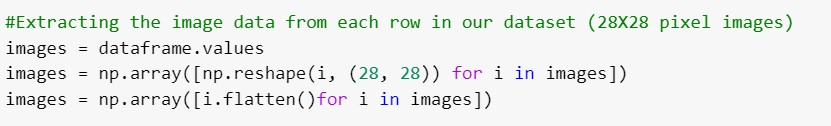 #Extracting the image data from each row in our dataset (28X28 pixel images)
images = dataframe.values
images = np.array([np.reshape(i, (28, 28)) for i in images])
images = np.array([i.flatten()for i in images])